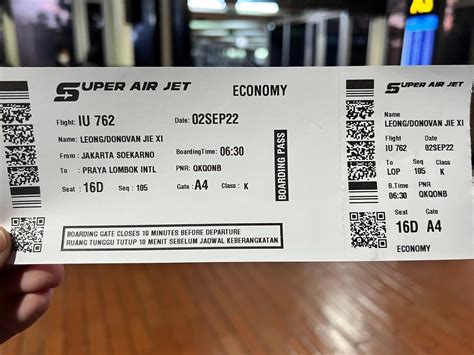 SUPER AIR JET ECONOMY
Flight: IU 762 Date: 02SEP22
Name: LEONG/DONOVAN JIE XI
From : JAKARTA SOEKARNO BoardingTime: 06:30
To : PRAYA LOMBOK INTL PNR: QKQONB
Seat : 16D Seq: 105 Gate: A4 Class: K
BOARDING PASS
BOARDING GATE CLOSES 10 MINUTES BEFORE DEPARTURE
RUANG TUNGGU TUTUP 10 MENIT SEBELUM JADWAL KEBERANGKATAN
SUPER AIR JET
Name
LEONG/DONOVAN JIE XI
Flight Date
IU 762 02SEP22
To Seq Class
LOP 105 K
B.Time PNR
06:30 QKQONB
Seat Gate
16D A4
ECONOMY